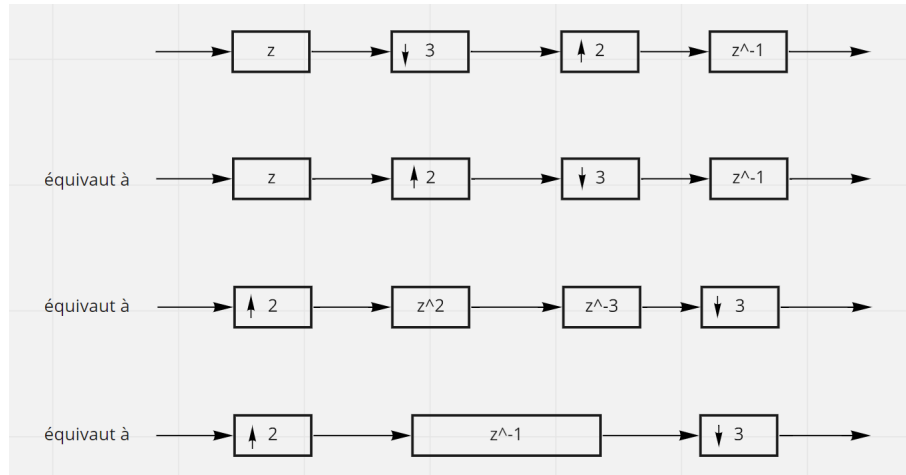 z ↓ 3 ↑ 2 z^-1
équivaut à z ↑ 2 ↓ 3 z^-1
équivaut à ↑ 2 z^2 z^-3 ↓ 3
équivaut à ↑ 2 z^-1 ↓ 3